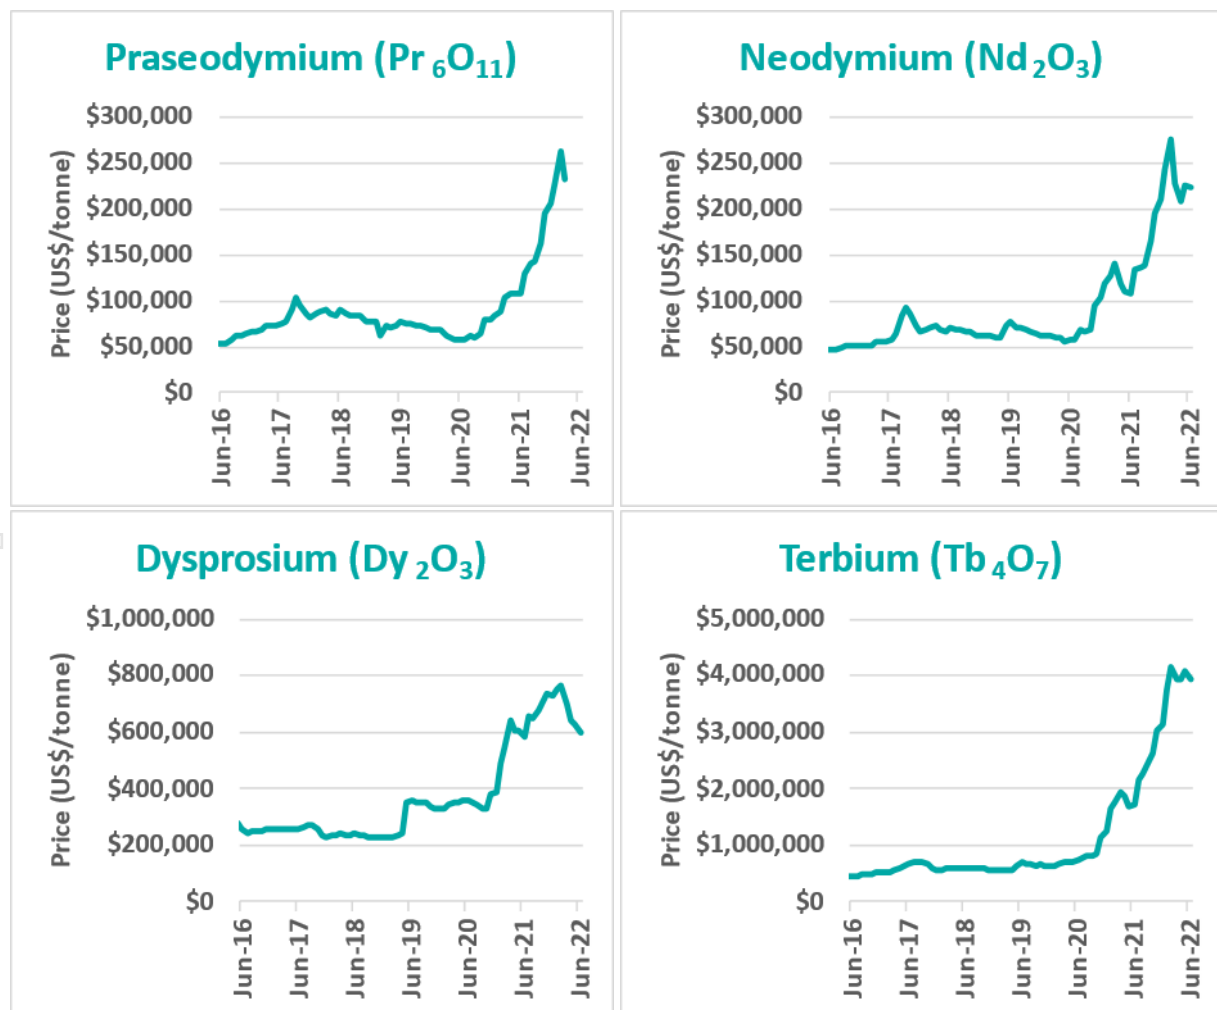 Praseodymium (Pr₆O₁₁)
Price (US$/tonne)
$300,000
$250,000
$200,000
$150,000
$100,000
$50,000
$0
Jun-16
Jun-17
Jun-18
Jun-19
Jun-20
Jun-21
Jun-22
Neodymium (Nd₂O₃)
Price (US$/tonne)
$300,000
$250,000
$200,000
$150,000
$100,000
$50,000
$0
Jun-16
Jun-17
Jun-18
Jun-19
Jun-20
Jun-21
Jun-22
Dysprosium (Dy₂O₃)
Price (US$/tonne)
$1,000,000
$800,000
$600,000
$400,000
$200,000
$0
Jun-16
Jun-17
Jun-18
Jun-19
Jun-20
Jun-21
Jun-22
Terbium (Tb₄O₇)
Price (US$/tonne)
$5,000,000
$4,000,000
$3,000,000
$2,000,000
$1,000,000
$0
Jun-16
Jun-17
Jun-18
Jun-19
Jun-20
Jun-21
Jun-22